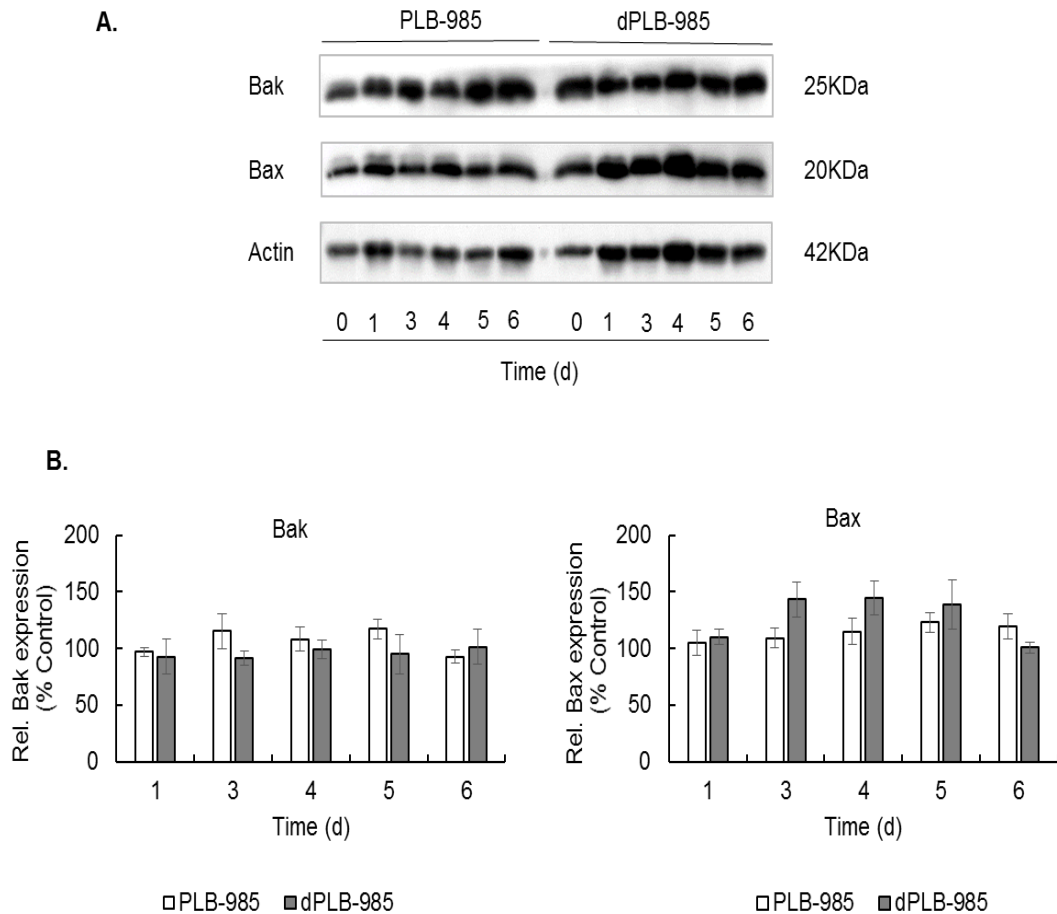 A.
PLB-985 dPLB-985
Bak 25KDa
Bax 20KDa
Actin 42KDa
0 1 3 4 5 6 0 1 3 4 5 6
Time (d)
B.
Bak
Rel. Bak expression
(% Control)
200
150
100
50
0
1 3 4 5 6
Time (d)
PLB-985 dPLB-985
Bax
Rel. Bax expression
(% Control)
200
150
100
50
0
1 3 4 5 6
Time (d)
PLB-985 dPLB-985